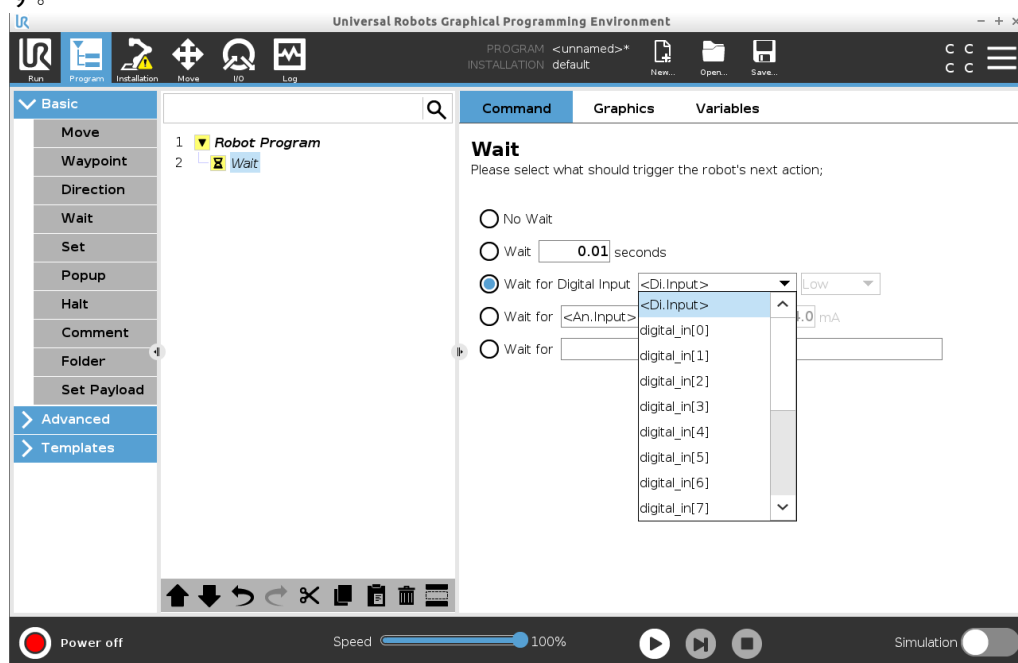 す。
UR Universal Robots Graphical Programming Environment
PROGRAM <unnamed>*
INSTALLATION default
Run Program Installation Move I/O Log New... Open... Save...
C C
C C
Basic
Move
Waypoint
Direction
Wait
Set
Popup
Halt
Comment
Folder
Set Payload
Advanced
Templates
1 Robot Program
2 Wait
Command Graphics Variables
Wait
Please select what should trigger the robot's next action;
No Wait
Wait 0.01 seconds
Wait for Digital Input <Di.Input> Low
Wait for <An.Input> .0 mA
Wait for
<Di.Input>
digital_in[0]
digital_in[1]
digital_in[2]
digital_in[3]
digital_in[4]
digital_in[5]
digital_in[6]
digital_in[7]
Power off Speed 100% Simulation